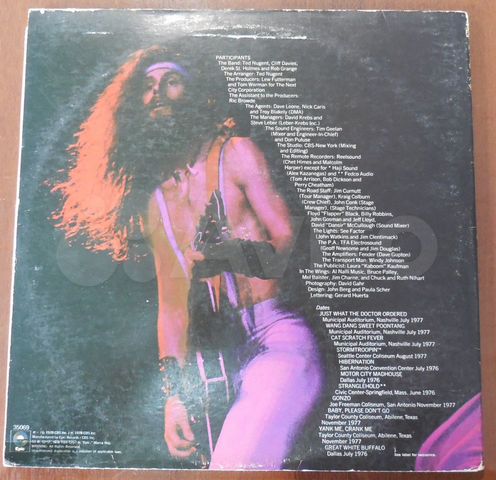 PARTICIPANTS
The Band: Ted Nugent, Cliff Davies,
Derek St. Holmes and Rob Grange
The Arranger: Ted Nugent
The Producers: Lew Futterman
and Tom Werman for The Next
City Corporation
The Assistant to the Producers:
Ric Browde
The Agents: Dave Leone, Nick Caris
and Troy Blakely (DMA)
The Managers: David Krebs and
Steve Leber (Leber-Krebs Inc.)
The Sound Engineers: Tim Geelan
(Mixer and Engineer-In-Chief)
and Don Puluse
The Studio: CBS-New York (Mixing
and Editing)
The Remote Recorders: Reelsound
(Chet Himes and Malcolm
Harper) except for * Haji Sound
(Alex Kazanegas) and ** Fedco Audio
(Tom Arrison, Bob Dickson and
Perry Cheatham)
The Road Staff: Jim Curnutt
(Tour Manager), Kraig Colburn
(Crew Chief), John Conk (Stage
Manager), (Stage Technicians)
Floyd "Flapper" Black, Billy Robbins,
John Gosman and Jeff Lloyd,
David "Dansir" McCullough (Sound Mixer)
The Lights: See Factor
(John Watkins and Jim Climtimack)
The P.A.: TFA Electrosound
(Geoff Newsome and Jim Douglas)
The Amplifiers: Fender (Dave Gupton)
The Transport Man: Windy Johnson
The Publicist: Laura "Kaboom" Kaufman
In The Wings: Al Nalli Music, Bruce Palley,
Mel Baister, Jim Charne, and Chuck and Ruth Nihart
Photography: David Gahr
Design: John Berg and Paula Scher
Lettering: Gerard Huerta
Dates
JUST WHAT THE DOCTOR ORDERED
Municipal Auditorium, Nashville July 1977
WANG DANG SWEET POONTANG
Municipal Auditorium, Nashville July 1977
CAT SCRATCH FEVER
Municipal Auditorium, Nashville July 1977
STORMTROOPIN'*
Seattle Center Coliseum August 1977
HIBERNATION
San Antonio Convention Center July 1976
MOTOR CITY MADHOUSE
Dallas July 1976
STRANGLEHOLD**
Civic Center-Springfield, Mass. June 1976
GONZO
Joe Freeman Coliseum, San Antonio November 1977
BABY, PLEASE DON'T GO
Taylor County Coliseum, Abilene, Texas
November 1977
YANK ME, CRANK ME
Taylor County Coliseum, Abilene, Texas
November 1977
GREAT WHITE BUFFALO
Dallas July 1976
See label for sequence.
35069
Epic